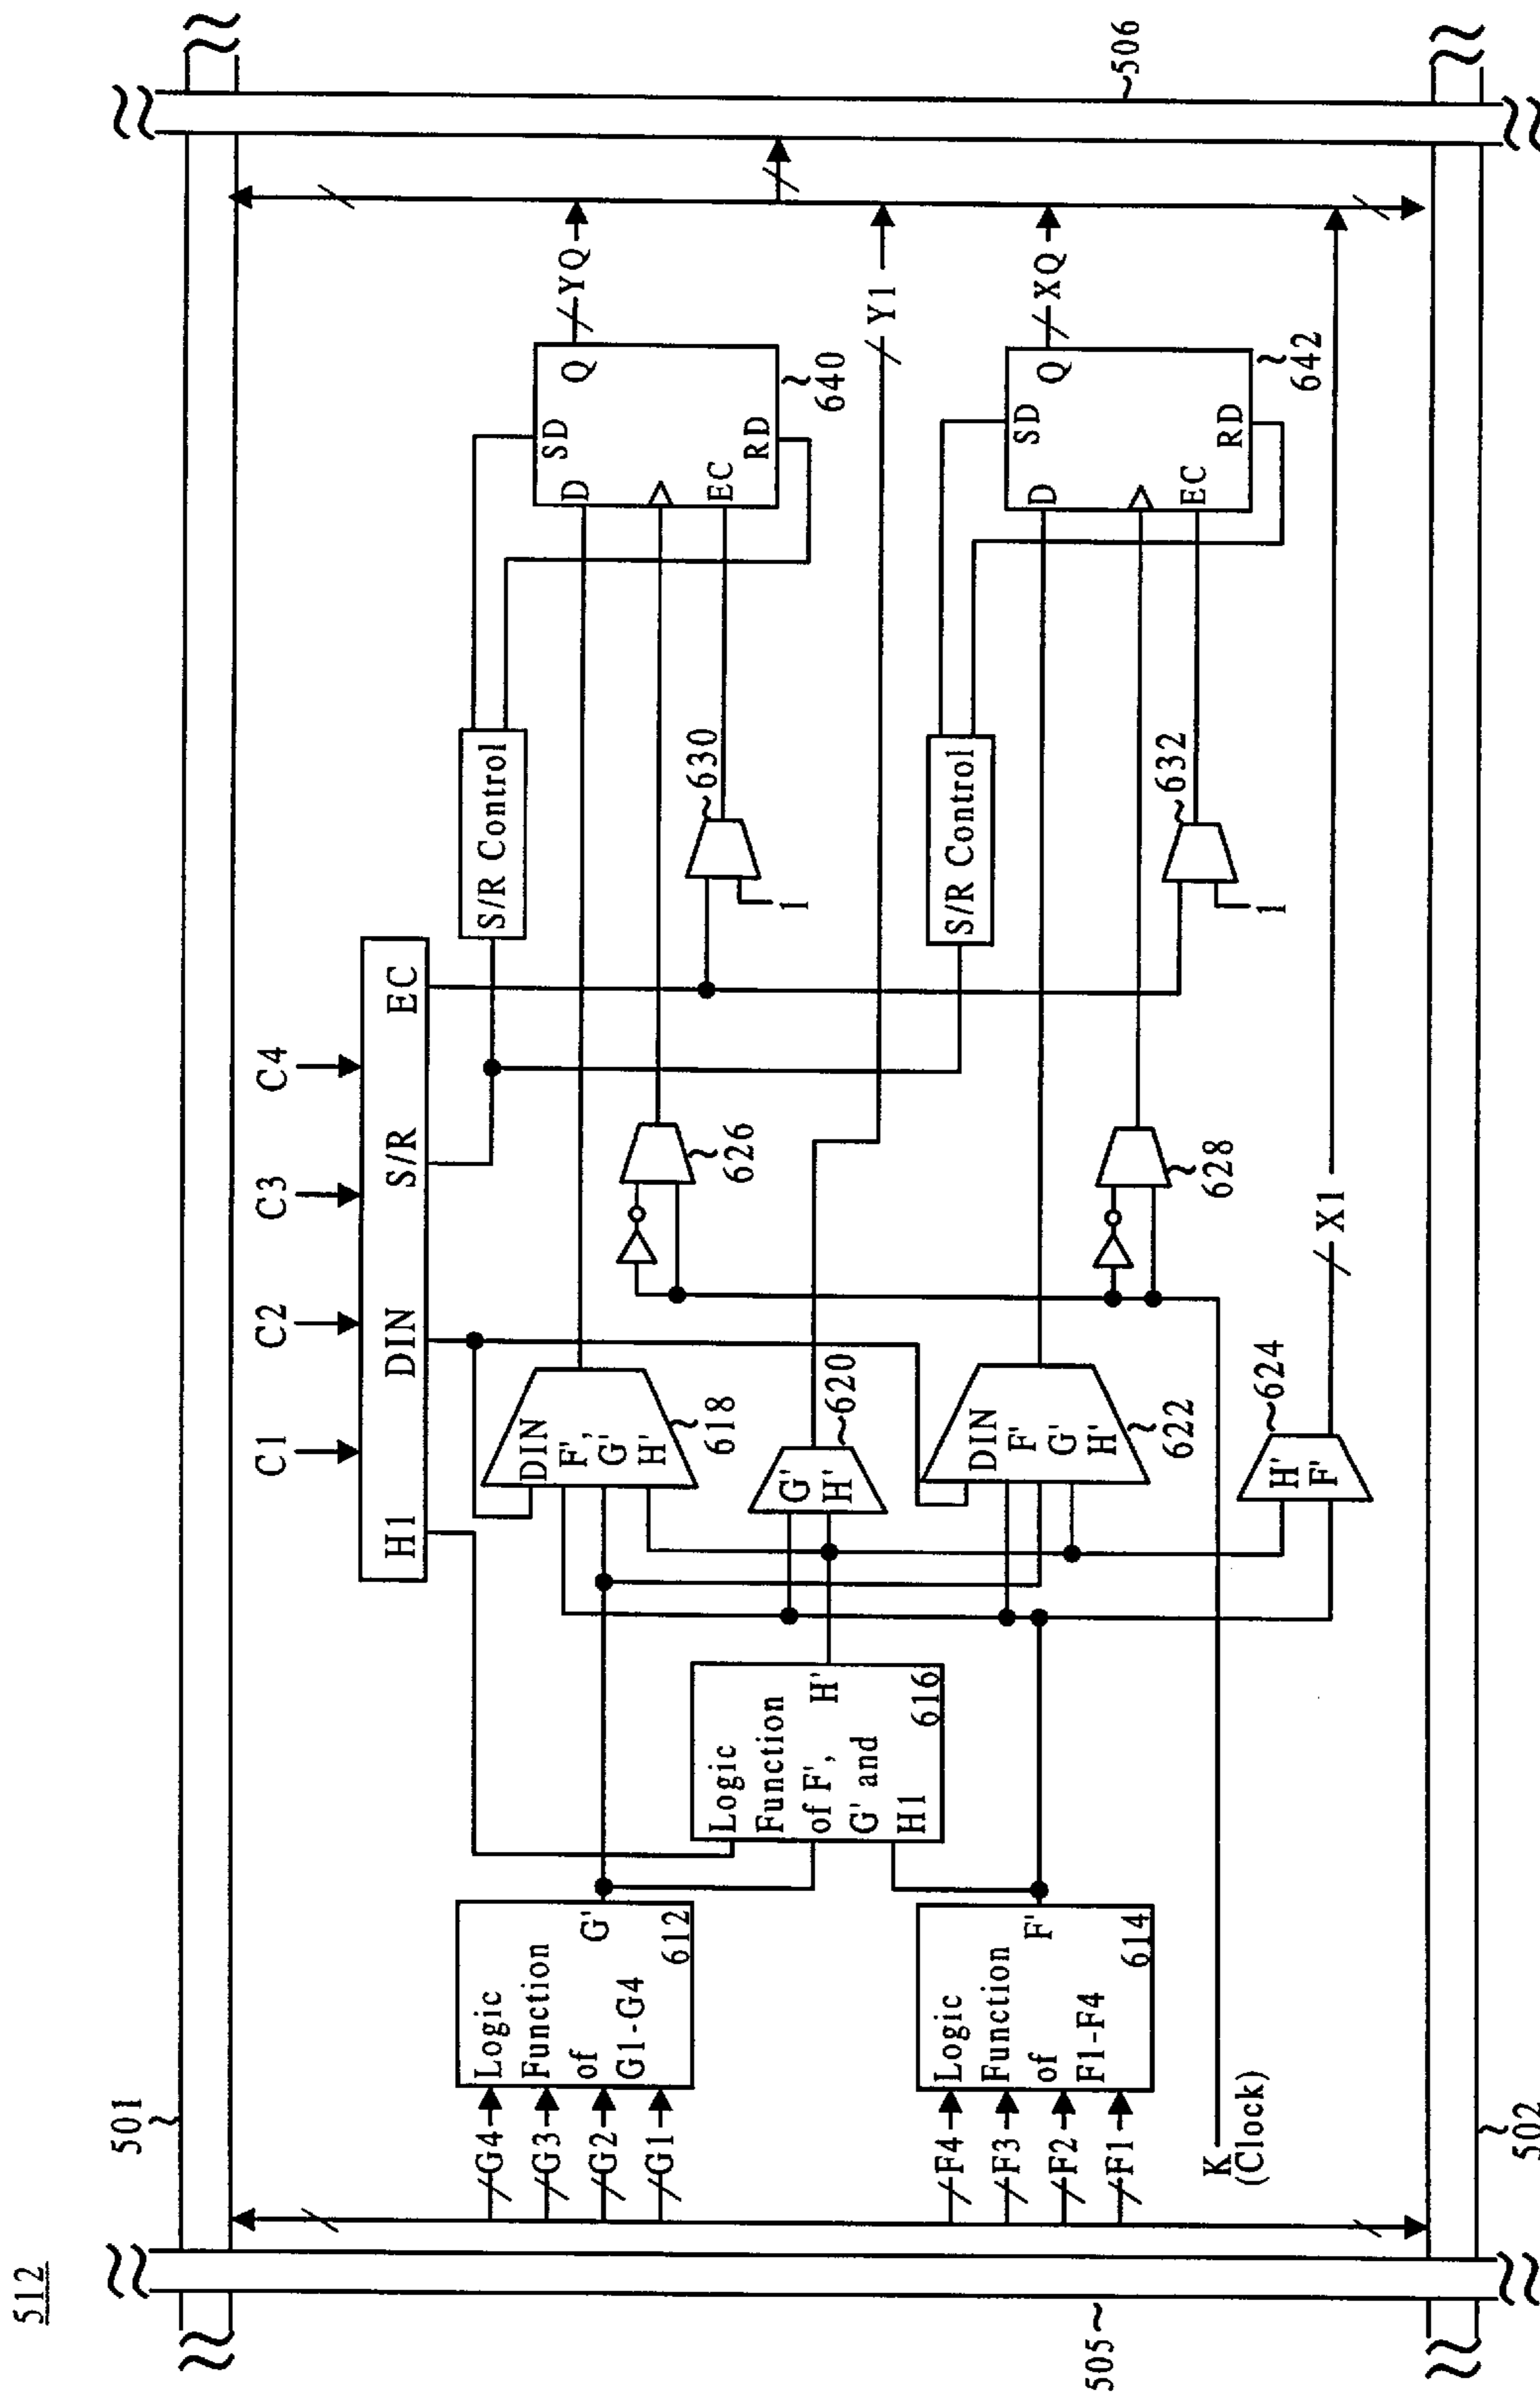 512
501
C1
C2
C3
C4
H1
DIN
S/R
EC
G4
G3
G2
G1
Logic
Function
of
G1-G4
G'
612
DIN
F',
G'
H'
618
626
S/R Control
630
1
SD
D
Q
EC
RD
640
YQ
Logic
Function
of F',
G' and
H1
H'
616
G'
H'
620
Y1
F4
F3
F2
F1
Logic
Function
of
F1-F4
F'
614
DIN
F'
G'
H'
622
628
S/R Control
632
1
SD
D
Q
EC
RD
642
XQ
K
(Clock)
H'
F'
624
X1
505
506
502